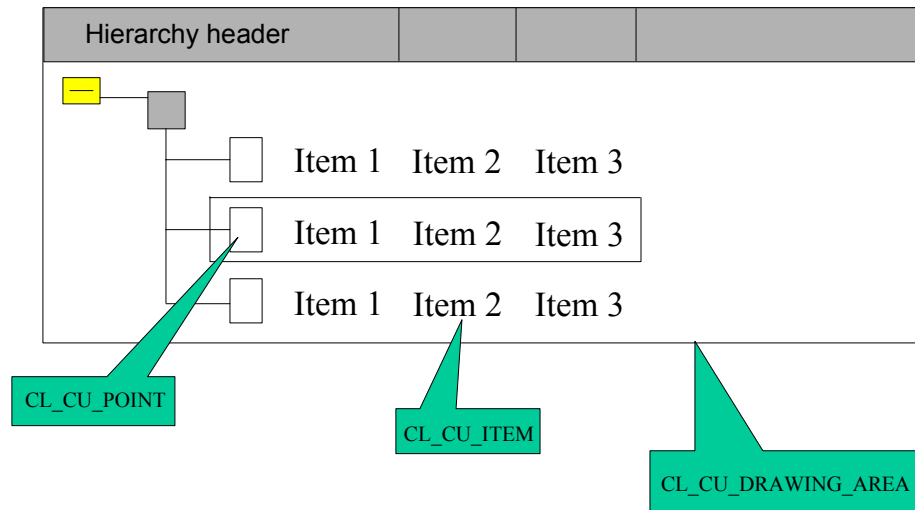 Hierarchy header
Item 1 Item 2 Item 3
Item 1 Item 2 Item 3
Item 1 Item 2 Item 3
CL_CU_POINT
CL_CU_ITEM
CL_CU_DRAWING_AREA